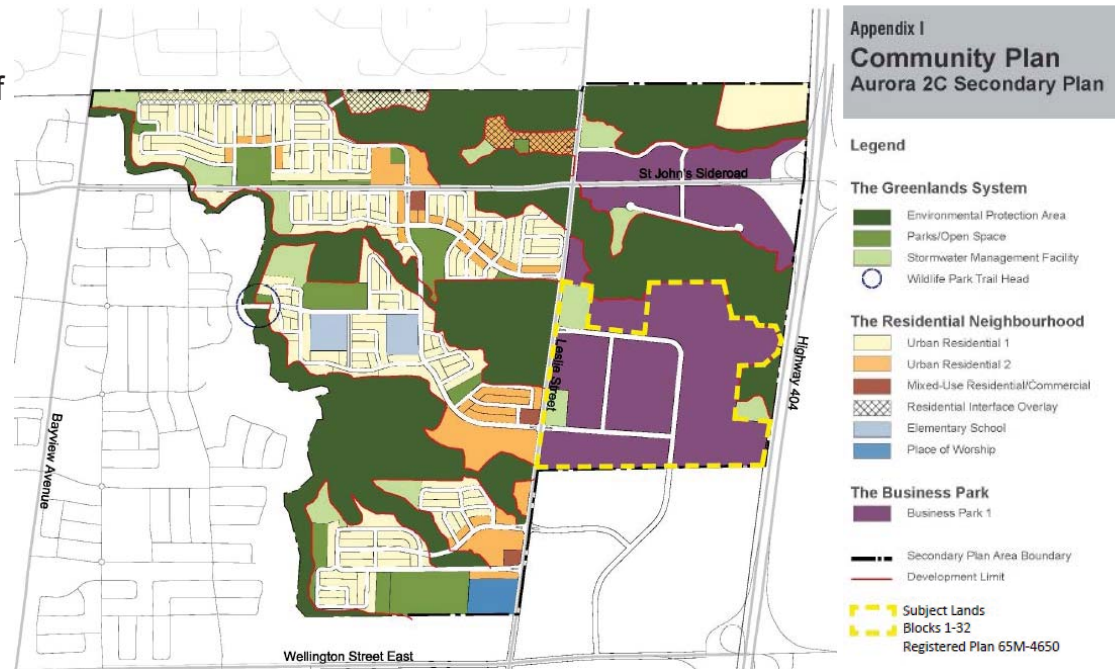 f
Appendix I
Community Plan
Aurora 2C Secondary Plan
Legend
The Greenlands System
Environmental Protection Area
Parks/Open Space
Stormwater Management Facility
Wildlife Park Trail Head
The Residential Neighbourhood
Urban Residential 1
Urban Residential 2
Mixed-Use Residential/Commercial
Residential Interface Overlay
Elementary School
Place of Worship
The Business Park
Business Park 1
Secondary Plan Area Boundary
Development Limit
Subject Lands
Blocks 1-32
Registered Plan 65M-4650
St John's Sideroad
Leslie Street
Highway 404
Bayview Avenue
Wellington Street East